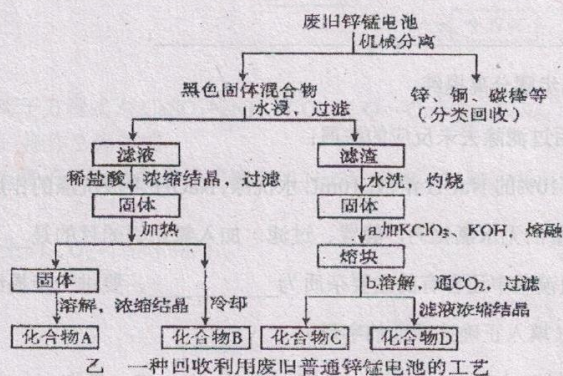 废旧锌锰电池
机械分离
黑色固体混合物
锌、铜、碳棒等
(分类回收)
水浸,过滤
滤液
滤渣
稀盐酸,浓缩结晶,过滤
水洗,灼烧
固体
固体
加热
a.加KClO₃、KOH,熔融
固体
熔块
溶解,浓缩结晶
冷却
b.溶解,通CO₂,过滤
滤液浓缩结晶
化合物A
化合物B
化合物C
化合物D
乙 一种回收利用废旧普通锌锰电池的工艺